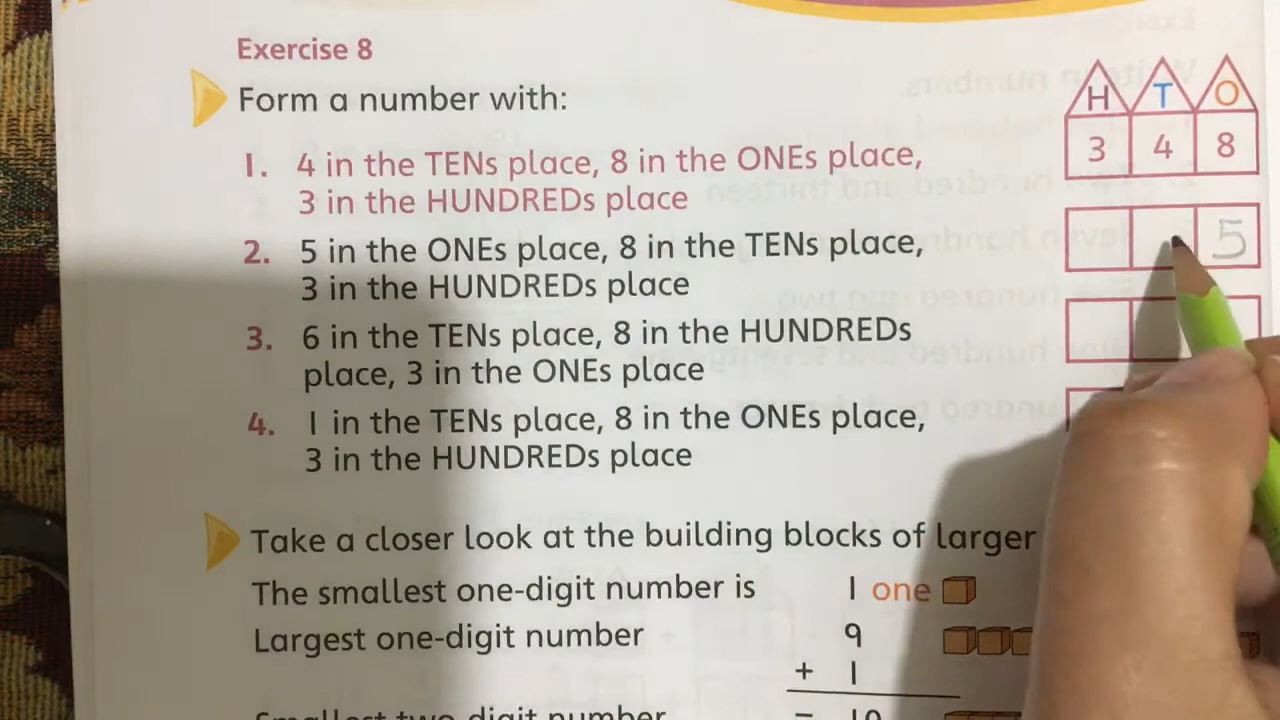 Exercise 8
Form a number with:
H T O
1. 4 in the TENs place, 8 in the ONEs place,
3 in the HUNDREDs place
3 4 8
2. 5 in the ONEs place, 8 in the TENs place,
3 in the HUNDREDs place
5
3. 6 in the TENs place, 8 in the HUNDREDs
place, 3 in the ONEs place
4. 1 in the TENs place, 8 in the ONEs place,
3 in the HUNDREDs place
Take a closer look at the building blocks of larger
The smallest one-digit number is 1 one
Largest one-digit number 9
+ 1
Smallest two-digit number = 10